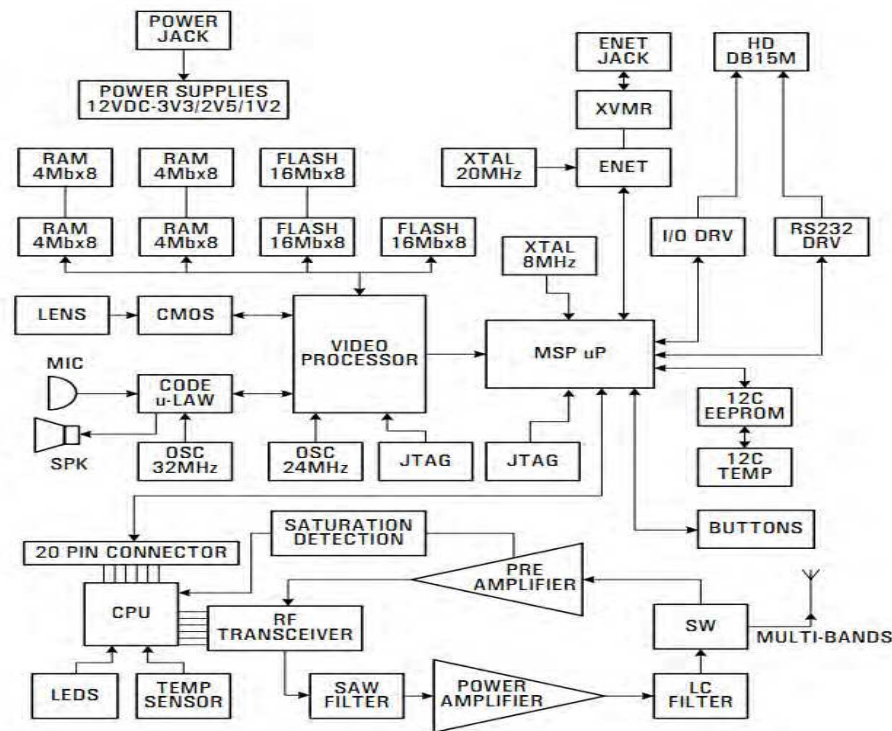 POWER
JACK
ENET
JACK
HD
DB15M
POWER SUPPLIES
12VDC-3V3/2V5/1V2
XVMR
RAM
4Mbx8
RAM
4Mbx8
FLASH
16Mbx8
XTAL
20MHz
ENET
RAM
4Mbx8
RAM
4Mbx8
FLASH
16Mbx8
FLASH
16Mbx8
XTAL
8MHz
I/O DRV
RS232
DRV
LENS
CMOS
VIDEO
PROCESSOR
MSP uP
MIC
CODE
u-LAW
12C
EEPROM
SPK
OSC
32MHz
OSC
24MHz
JTAG
JTAG
12C
TEMP
SATURATION
DETECTION
BUTTONS
20 PIN CONNECTOR
PRE
AMPLIFIER
CPU
RF
TRANSCEIVER
SW
MULTI-BANDS
LEDS
TEMP
SENSOR
SAW
FILTER
POWER
AMPLIFIER
LC
FILTER